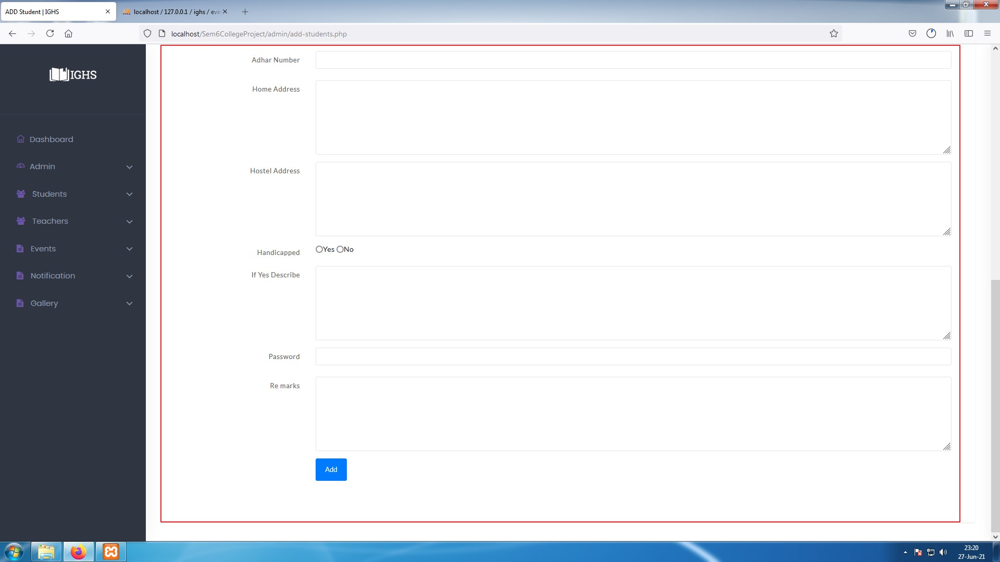 ADD Student | IGHS
localhost / 127.0.0.1 / ighs / eve
localhost/Sem6CollegeProject/admin/add-students.php
IGHS
Dashboard
Admin
Students
Teachers
Events
Notification
Gallery
Adhar Number
Home Address
Hostel Address
Handicapped
Yes No
If Yes Describe
Password
Re marks
Add
23:20
27-Jun-21